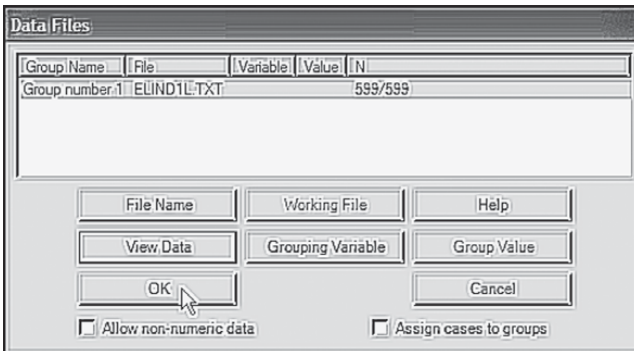 Data Files
Group Name File Variable Value N
Group number 1 ELIND1L.TXT 599/599
File Name Working File Help
View Data Grouping Variable Group Value
OK Cancel
Allow non-numeric data Assign cases to groups